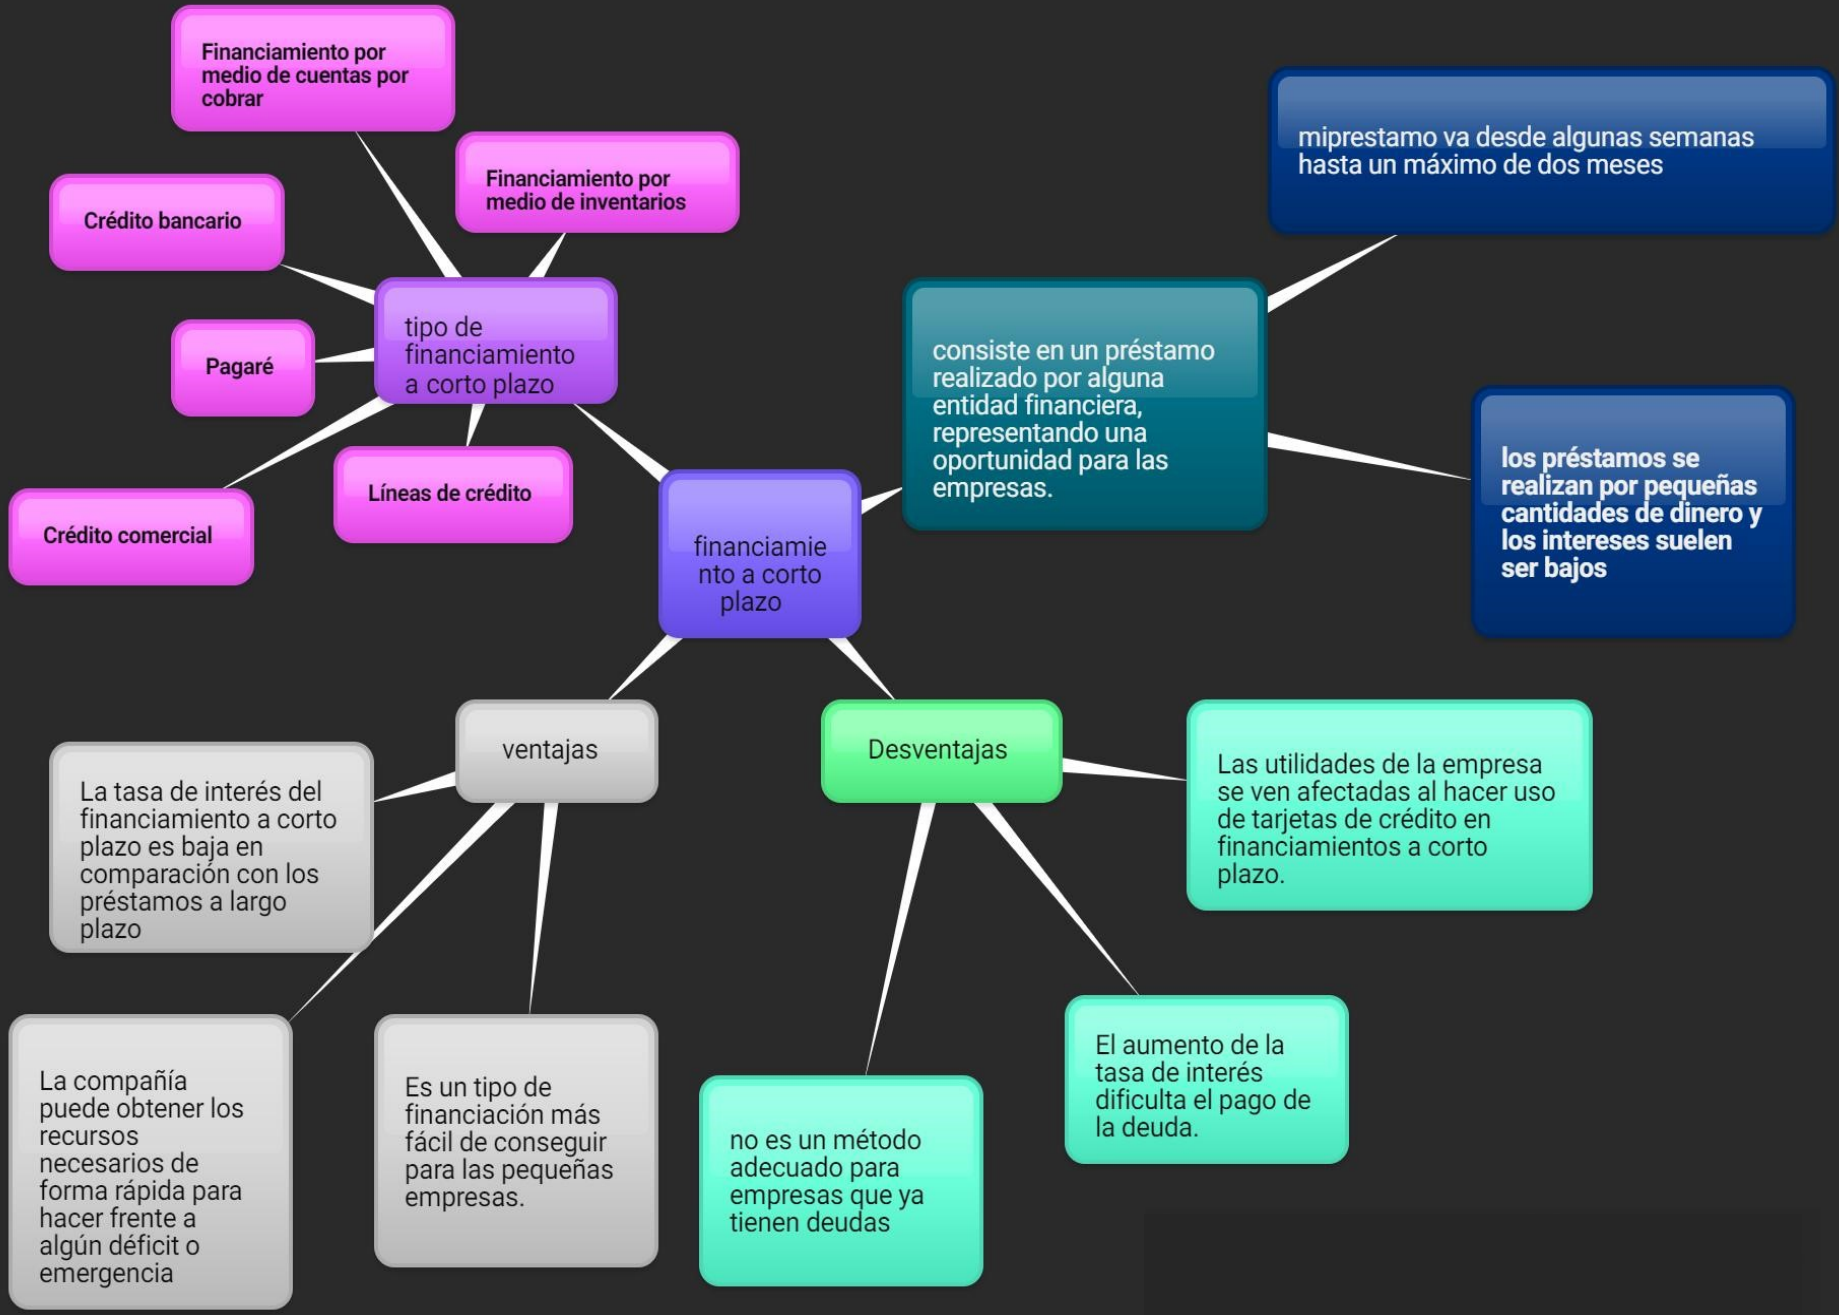 Financiamiento por
medio de cuentas por
cobrar
Financiamiento por
medio de inventarios
Crédito bancario
Pagaré
Crédito comercial
Líneas de crédito
tipo de
financiamiento
a corto plazo
financiamie
nto a corto
plazo
consiste en un préstamo
realizado por alguna
entidad financiera,
representando una
oportunidad para las
empresas.
miprestamo va desde algunas semanas
hasta un máximo de dos meses
los préstamos se
realizan por pequeñas
cantidades de dinero y
los intereses suelen
ser bajos
ventajas
La tasa de interés del
financiamiento a corto
plazo es baja en
comparación con los
préstamos a largo
plazo
La compañía
puede obtener los
recursos
necesarios de
forma rápida para
hacer frente a
algún déficit o
emergencia
Es un tipo de
financiación más
fácil de conseguir
para las pequeñas
empresas.
Desventajas
Las utilidades de la empresa
se ven afectadas al hacer uso
de tarjetas de crédito en
financiamientos a corto
plazo.
El aumento de la
tasa de interés
dificulta el pago de
la deuda.
no es un método
adecuado para
empresas que ya
tienen deudas